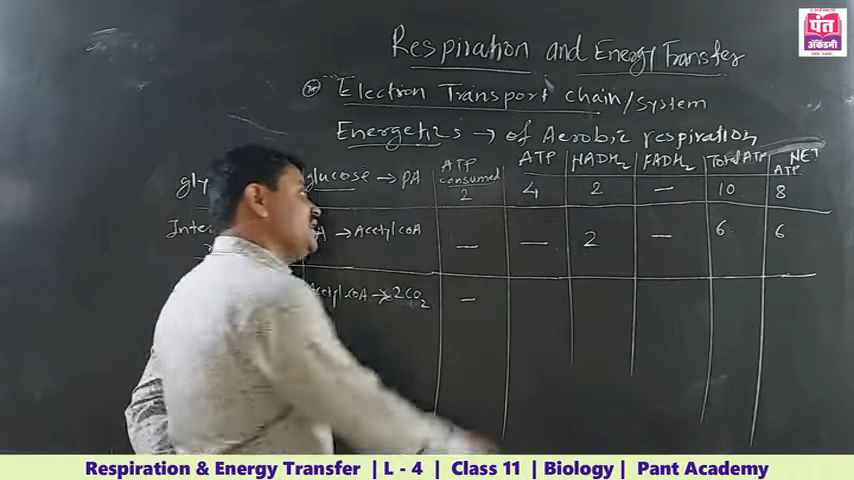 पंत
अ‍ॅकॅडमी
Respiration and Energy Transfer
Election Transport chain/system
Energetics → of Aerobic respiration
glucose → PA ATP consumed 2 ATP 4 NADH2 2 FADH2 — Total ATP 10 NET ATP 8
A → Acetyl CoA — — 2 — 6 6
Acetyl CoA → 2CO2 —
Respiration & Energy Transfer | L - 4 | Class 11 | Biology | Pant Academy